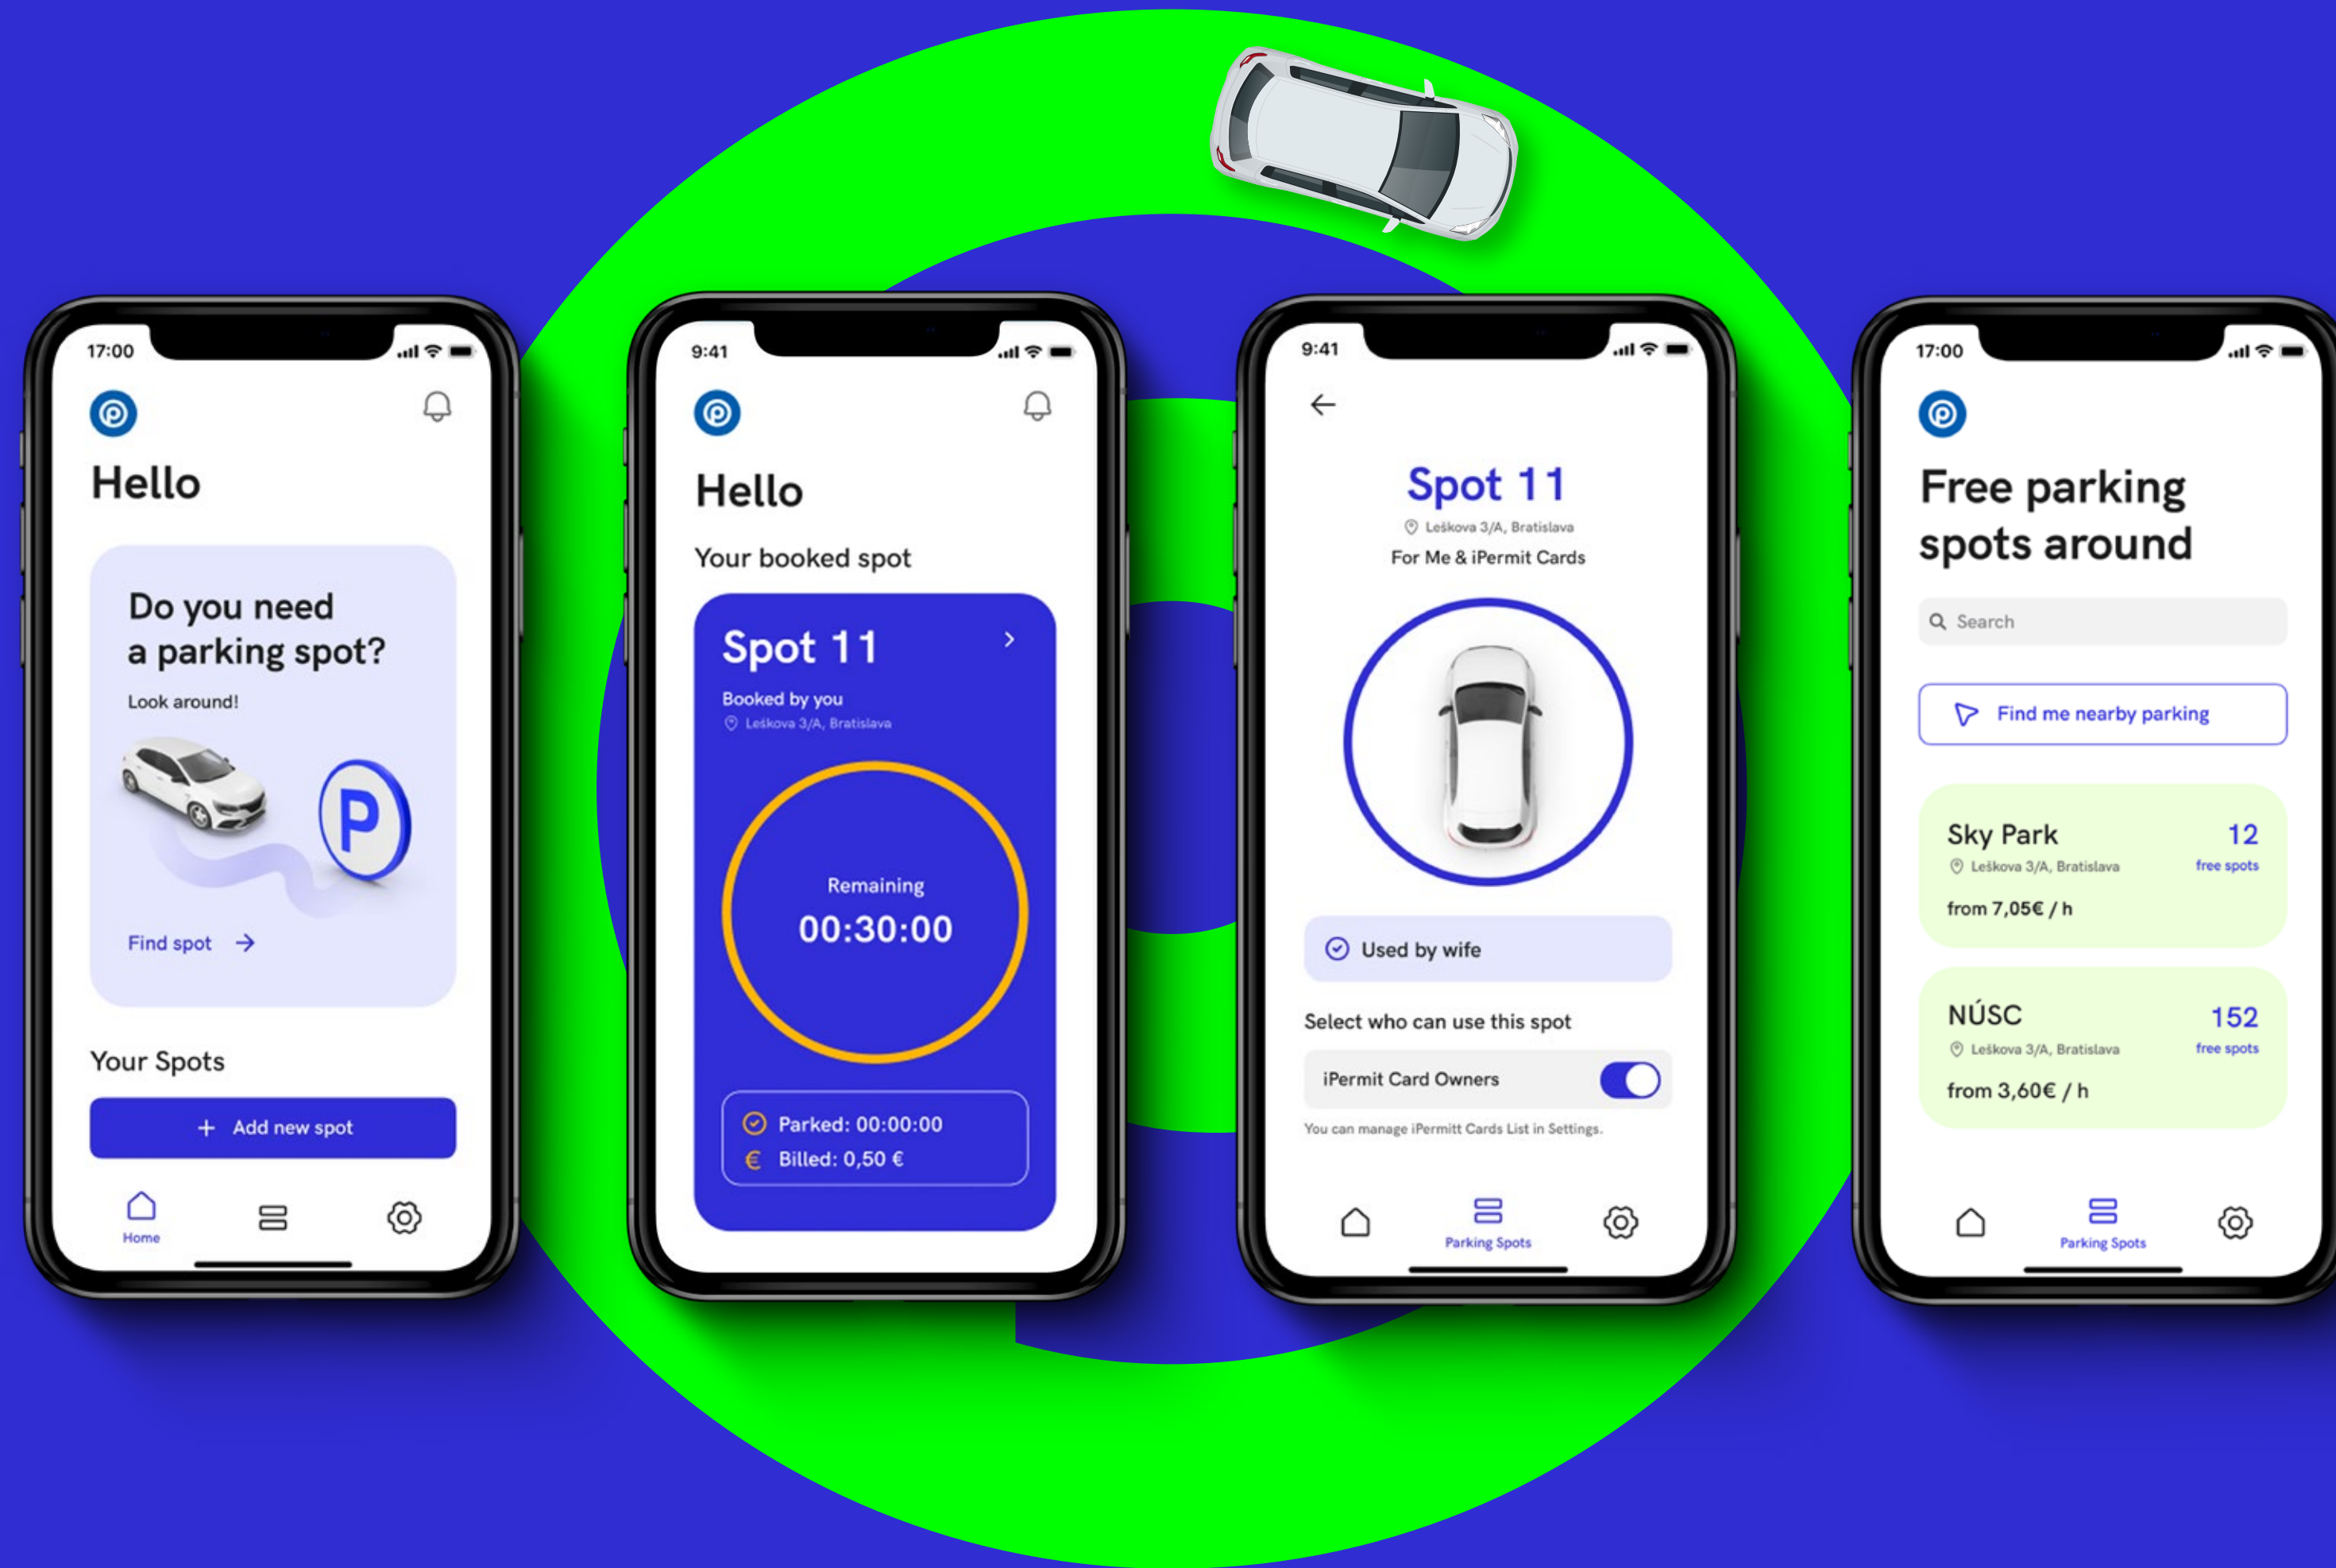 17:00
Hello
Do you need
a parking spot?
Look around!
P
Find spot
Your Spots
+ Add new spot
Home
9:41
Hello
Your booked spot
Spot 11
Booked by you
Leškova 3/A, Bratislava
Remaining
00:30:00
Parked: 00:00:00
€ Billed: 0,50 €
9:41
Spot 11
Leškova 3/A, Bratislava
For Me & iPermit Cards
Used by wife
Select who can use this spot
iPermit Card Owners
You can manage iPermitt Cards List in Settings.
Parking Spots
17:00
Free parking
spots around
Search
Find me nearby parking
Sky Park 12
Leškova 3/A, Bratislava free spots
from 7,05€ / h
NÚSC 152
Leškova 3/A, Bratislava free spots
from 3,60€ / h
Parking Spots